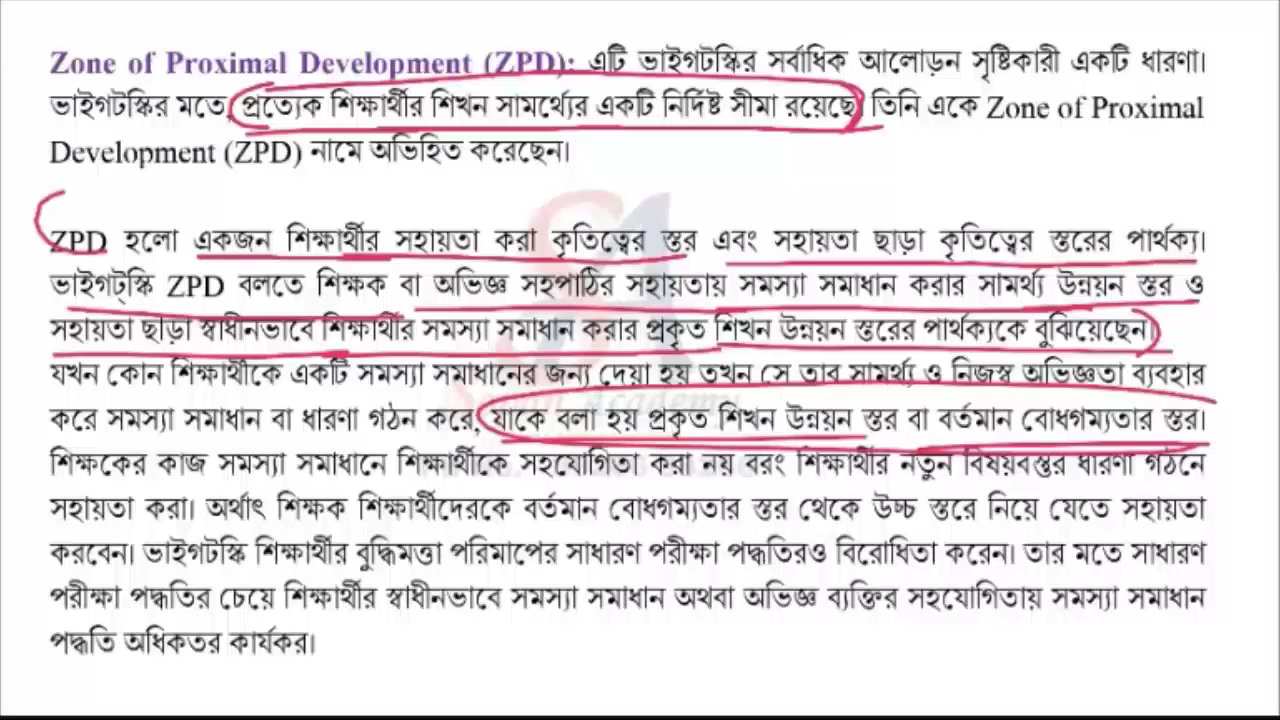 Zone of Proximal Development (ZPD): এটি ভাইগটস্কির সর্বাধিক আলোড়ন সৃষ্টিকারী একটি ধারণা।
ভাইগটস্কির মতে, প্রত্যেক শিক্ষার্থীর শিখন সামর্থ্যের একটি নির্দিষ্ট সীমা রয়েছে। তিনি একে Zone of Proximal
Development (ZPD) নামে অভিহিত করেছেন।
ZPD হলো একজন শিক্ষার্থীর সহায়তা করা কৃতিত্বের স্তর এবং সহায়তা ছাড়া কৃতিত্বের স্তরের পার্থক্য।
ভাইগট্স্কি ZPD বলতে শিক্ষক বা অভিজ্ঞ সহপাঠির সহায়তায় সমস্যা সমাধান করার সামর্থ্য উন্নয়ন স্তর ও
সহায়তা ছাড়া স্বাধীনভাবে শিক্ষার্থীর সমস্যা সমাধান করার প্রকৃত শিখন উন্নয়ন স্তরের পার্থক্যকে বুঝিয়েছেন।
যখন কোন শিক্ষার্থীকে একটি সমস্যা সমাধানের জন্য দেয়া হয় তখন সে তার সামর্থ্য ও নিজস্ব অভিজ্ঞতা ব্যবহার
করে সমস্যা সমাধান বা ধারণা গঠন করে, যাকে বলা হয় প্রকৃত শিখন উন্নয়ন স্তর বা বর্তমান বোধগম্যতার স্তর।
শিক্ষকের কাজ সমস্যা সমাধানে শিক্ষার্থীকে সহযোগিতা করা নয় বরং শিক্ষার্থীর নতুন বিষয়বস্তুর ধারণা গঠনে
সহায়তা করা। অর্থাৎ শিক্ষক শিক্ষার্থীদেরকে বর্তমান বোধগম্যতার স্তর থেকে উচ্চ স্তরে নিয়ে যেতে সহায়তা
করবেন। ভাইগটস্কি শিক্ষার্থীর বুদ্ধিমত্তা পরিমাপের সাধারণ পরীক্ষা পদ্ধতিরও বিরোধিতা করেন। তার মতে সাধারণ
পরীক্ষা পদ্ধতির চেয়ে শিক্ষার্থীর স্বাধীনভাবে সমস্যা সমাধান অথবা অভিজ্ঞ ব্যক্তির সহযোগিতায় সমস্যা সমাধান
পদ্ধতি অধিকতর কার্যকর।